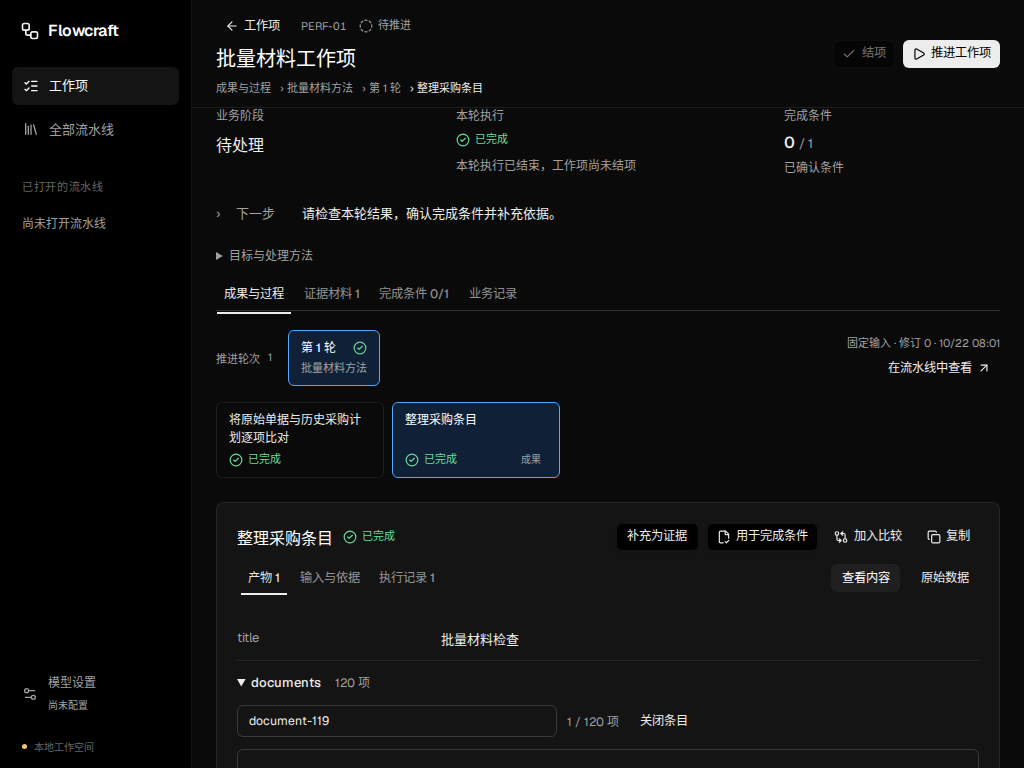 Flowcraft
工作项
全部流水线
已打开的流水线
尚未打开流水线
模型设置
尚未配置
本地工作空间
工作项 PERF-01 待推进
批量材料工作项
结项 推进工作项
成果与过程 › 批量材料方法 › 第 1 轮 › 整理采购条目
业务阶段 本轮执行 完成条件
待处理 已完成 0 / 1
本轮执行已结束，工作项尚未结项 已确认条件
› 下一步 请检查本轮结果，确认完成条件并补充依据。
目标与处理方法
成果与过程 证据材料 1 完成条件 0/1 业务记录
推进轮次 1
第 1 轮
批量材料方法
固定输入 · 修订 0 · 10/22 08:01
在流水线中查看
将原始单据与历史采购计
划逐项比对
已完成
整理采购条目
已完成 成果
整理采购条目 已完成 补充为证据 用于完成条件 加入比较 复制
产物 1 输入与依据 执行记录 1 查看内容 原始数据
title 批量材料检查
documents 120 项
document-119 1 / 120 项 关闭条目